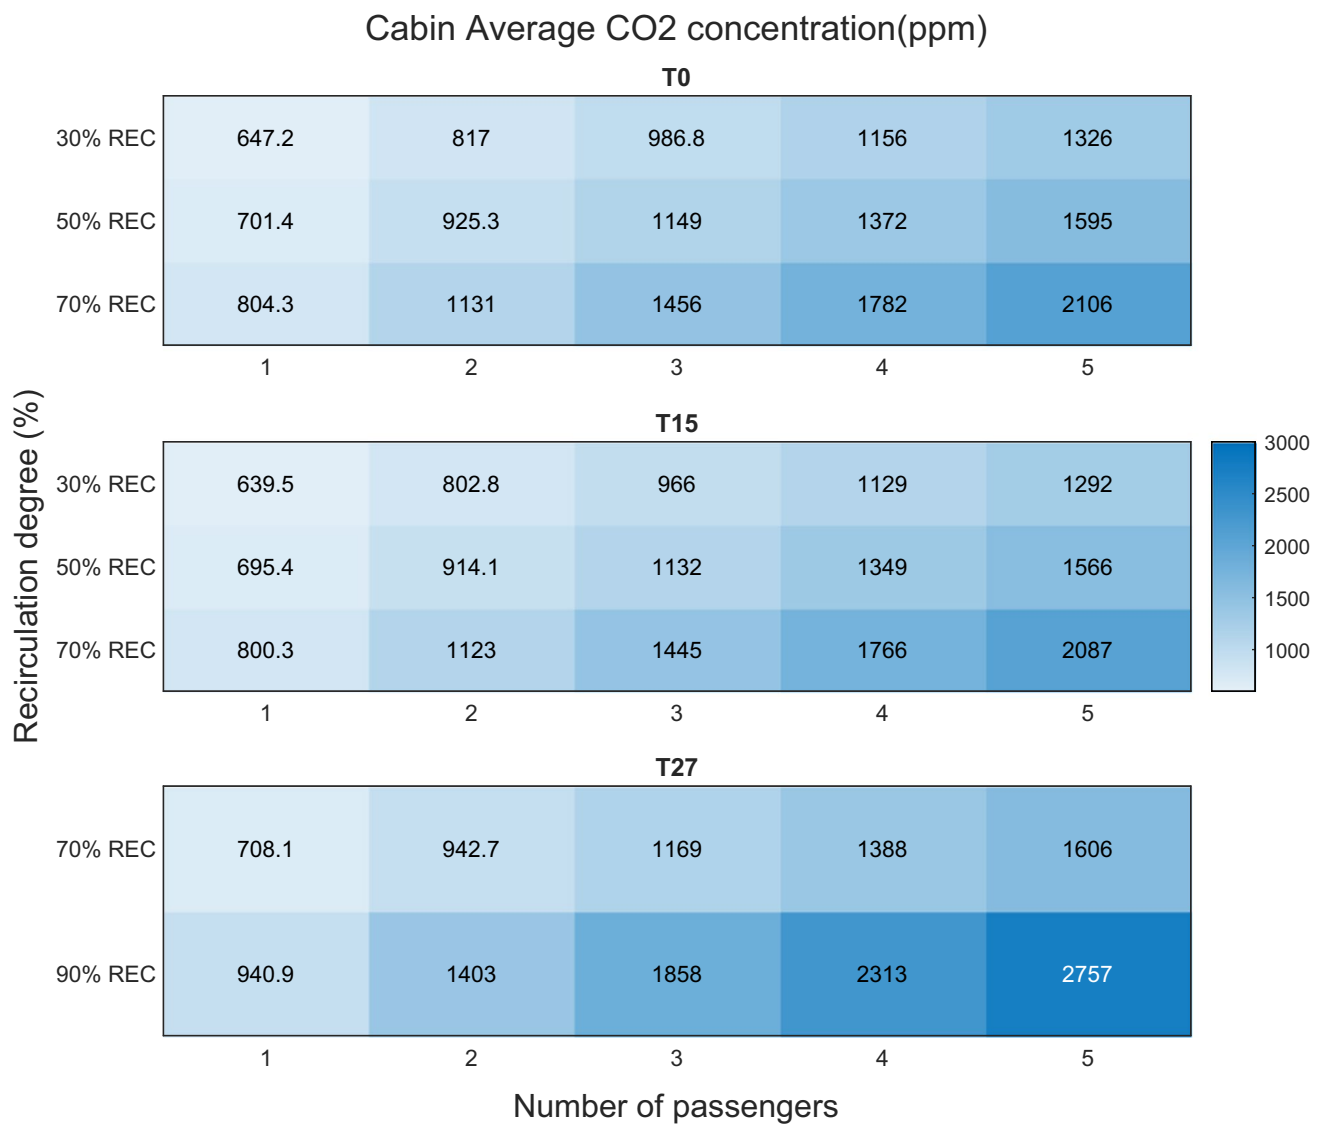 Cabin Average CO2 concentration(ppm)
T0
30% REC 647.2 817 986.8 1156 1326
50% REC 701.4 925.3 1149 1372 1595
70% REC 804.3 1131 1456 1782 2106
1 2 3 4 5
Recirculation degree (%)
T15
30% REC 639.5 802.8 966 1129 1292
50% REC 695.4 914.1 1132 1349 1566
70% REC 800.3 1123 1445 1766 2087
1 2 3 4 5
3000
2500
2000
1500
1000
T27
70% REC 708.1 942.7 1169 1388 1606
90% REC 940.9 1403 1858 2313 2757
1 2 3 4 5
Number of passengers